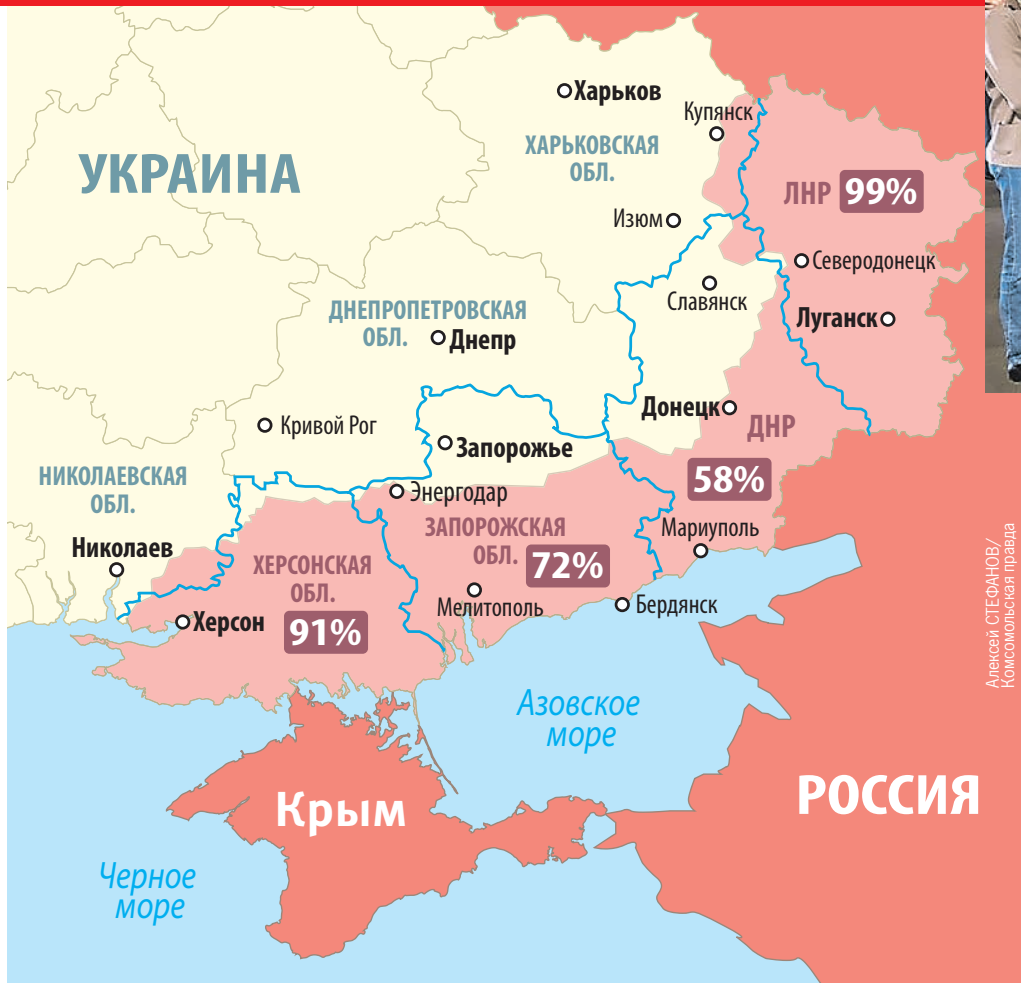 Харьков
Купянск
ХАРЬКОВСКАЯ
ОБЛ.
УКРАИНА
ЛНР 99%
Изюм
Северодонецк
Славянск
ДНЕПРОПЕТРОВСКАЯ
ОБЛ.
Днепр
Луганск
Донецк
ДНР
58%
Кривой Рог
Запорожье
НИКОЛАЕВСКАЯ
ОБЛ.
Энергодар
ЗАПОРОЖСКАЯ
ОБЛ. 72%
Мариуполь
Николаев
ХЕРСОНСКАЯ
ОБЛ.
91%
Мелитополь
Бердянск
Херсон
Азовское
море
Крым
РОССИЯ
Черное
море
Алексей СТЕФАНОВ/
Комсомольская правда